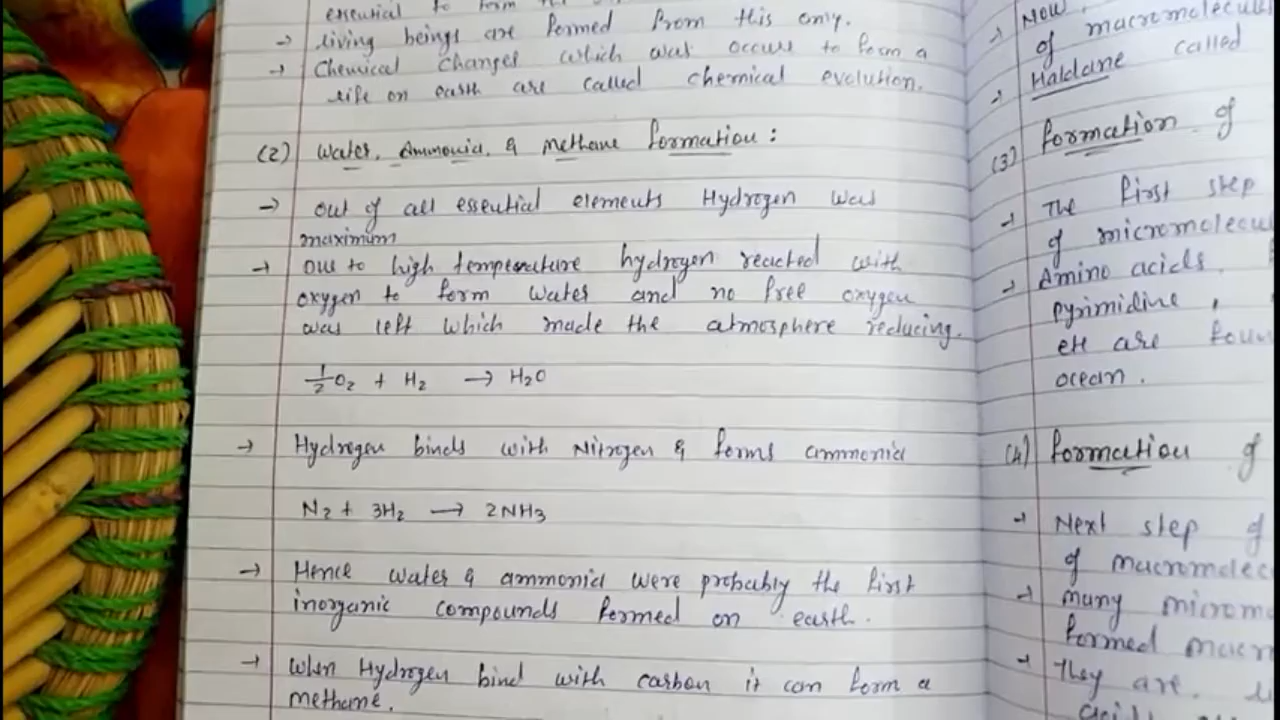 essential to form the
→ living beings are formed from this only.
→ Chemical changes which was occurs to form a
life on earth are called chemical evolution.
(2) Water, Ammonia, & Methane formation :
→ out of all essential elements Hydrogen was
maximum
→ Due to high temperature hydrogen reacted with
oxygen to form water and no free oxygen
was left which made the atmosphere reducing.
1/2 O2 + H2 → H2O
→ Hydrogen binds with Nitrogen & forms ammonia
N2 + 3H2 → 2NH3
→ Hence water & ammonia were probably the first
inorganic compounds formed on earth.
→ When Hydrogen bind with carbon it can form a
methane.
→ Now
of macromolecul
→ Haldane called
(3) formation of
→ The first step
of micromolecul
→ Amino acids,
pyrimidine,
etc are foun
ocean.
(4) formation of
→ Next step of
of macromolec
→ Many microm
formed macr
→ They are